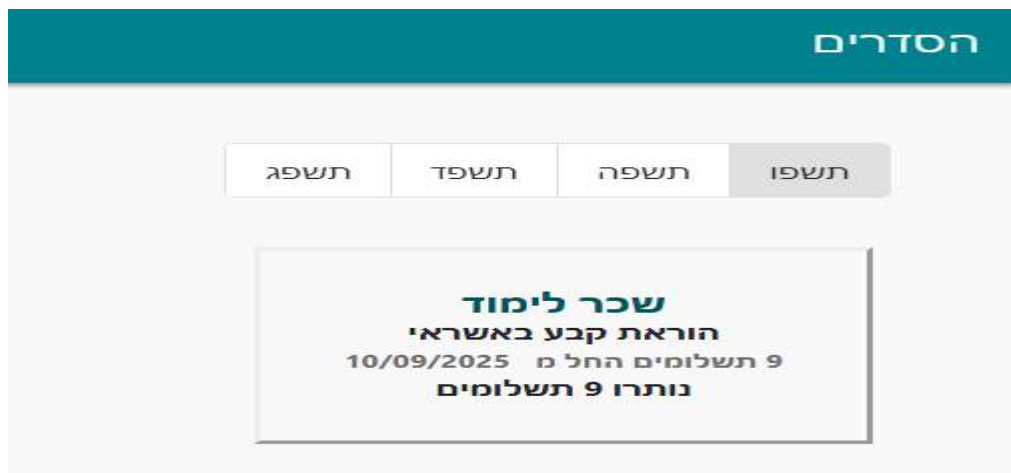 הסדרים
תשפו תשפה תשפד תשפג
שכר לימוד
הוראת קבע באשראי
9 תשלומים החל מ 10/09/2025
נותרו 9 תשלומים